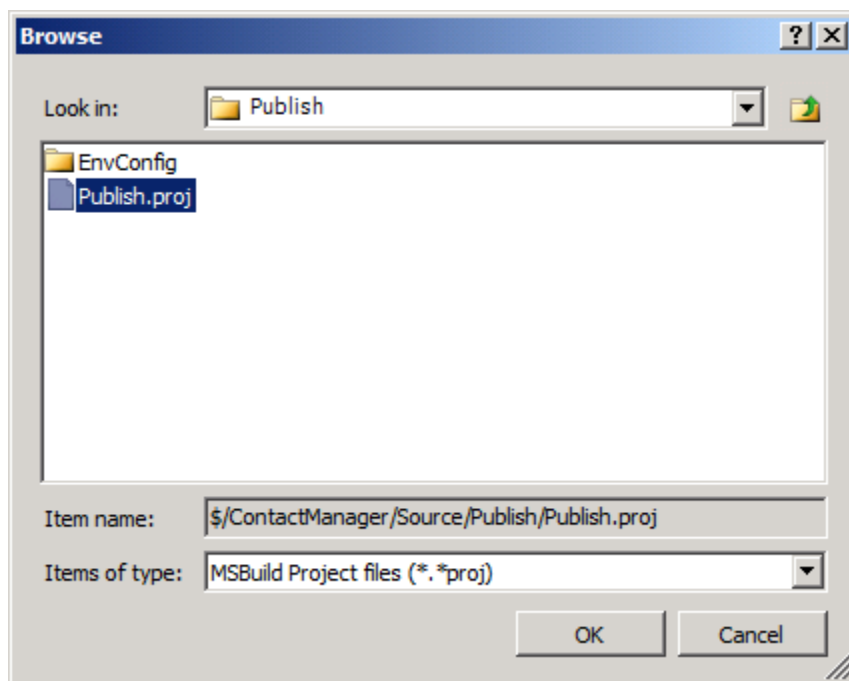 Browse
Look in: Publish
EnvConfig
Publish.proj
Item name: $/ContactManager/Source/Publish/Publish.proj
Items of type: MSBuild Project files (*.*proj)
OK Cancel